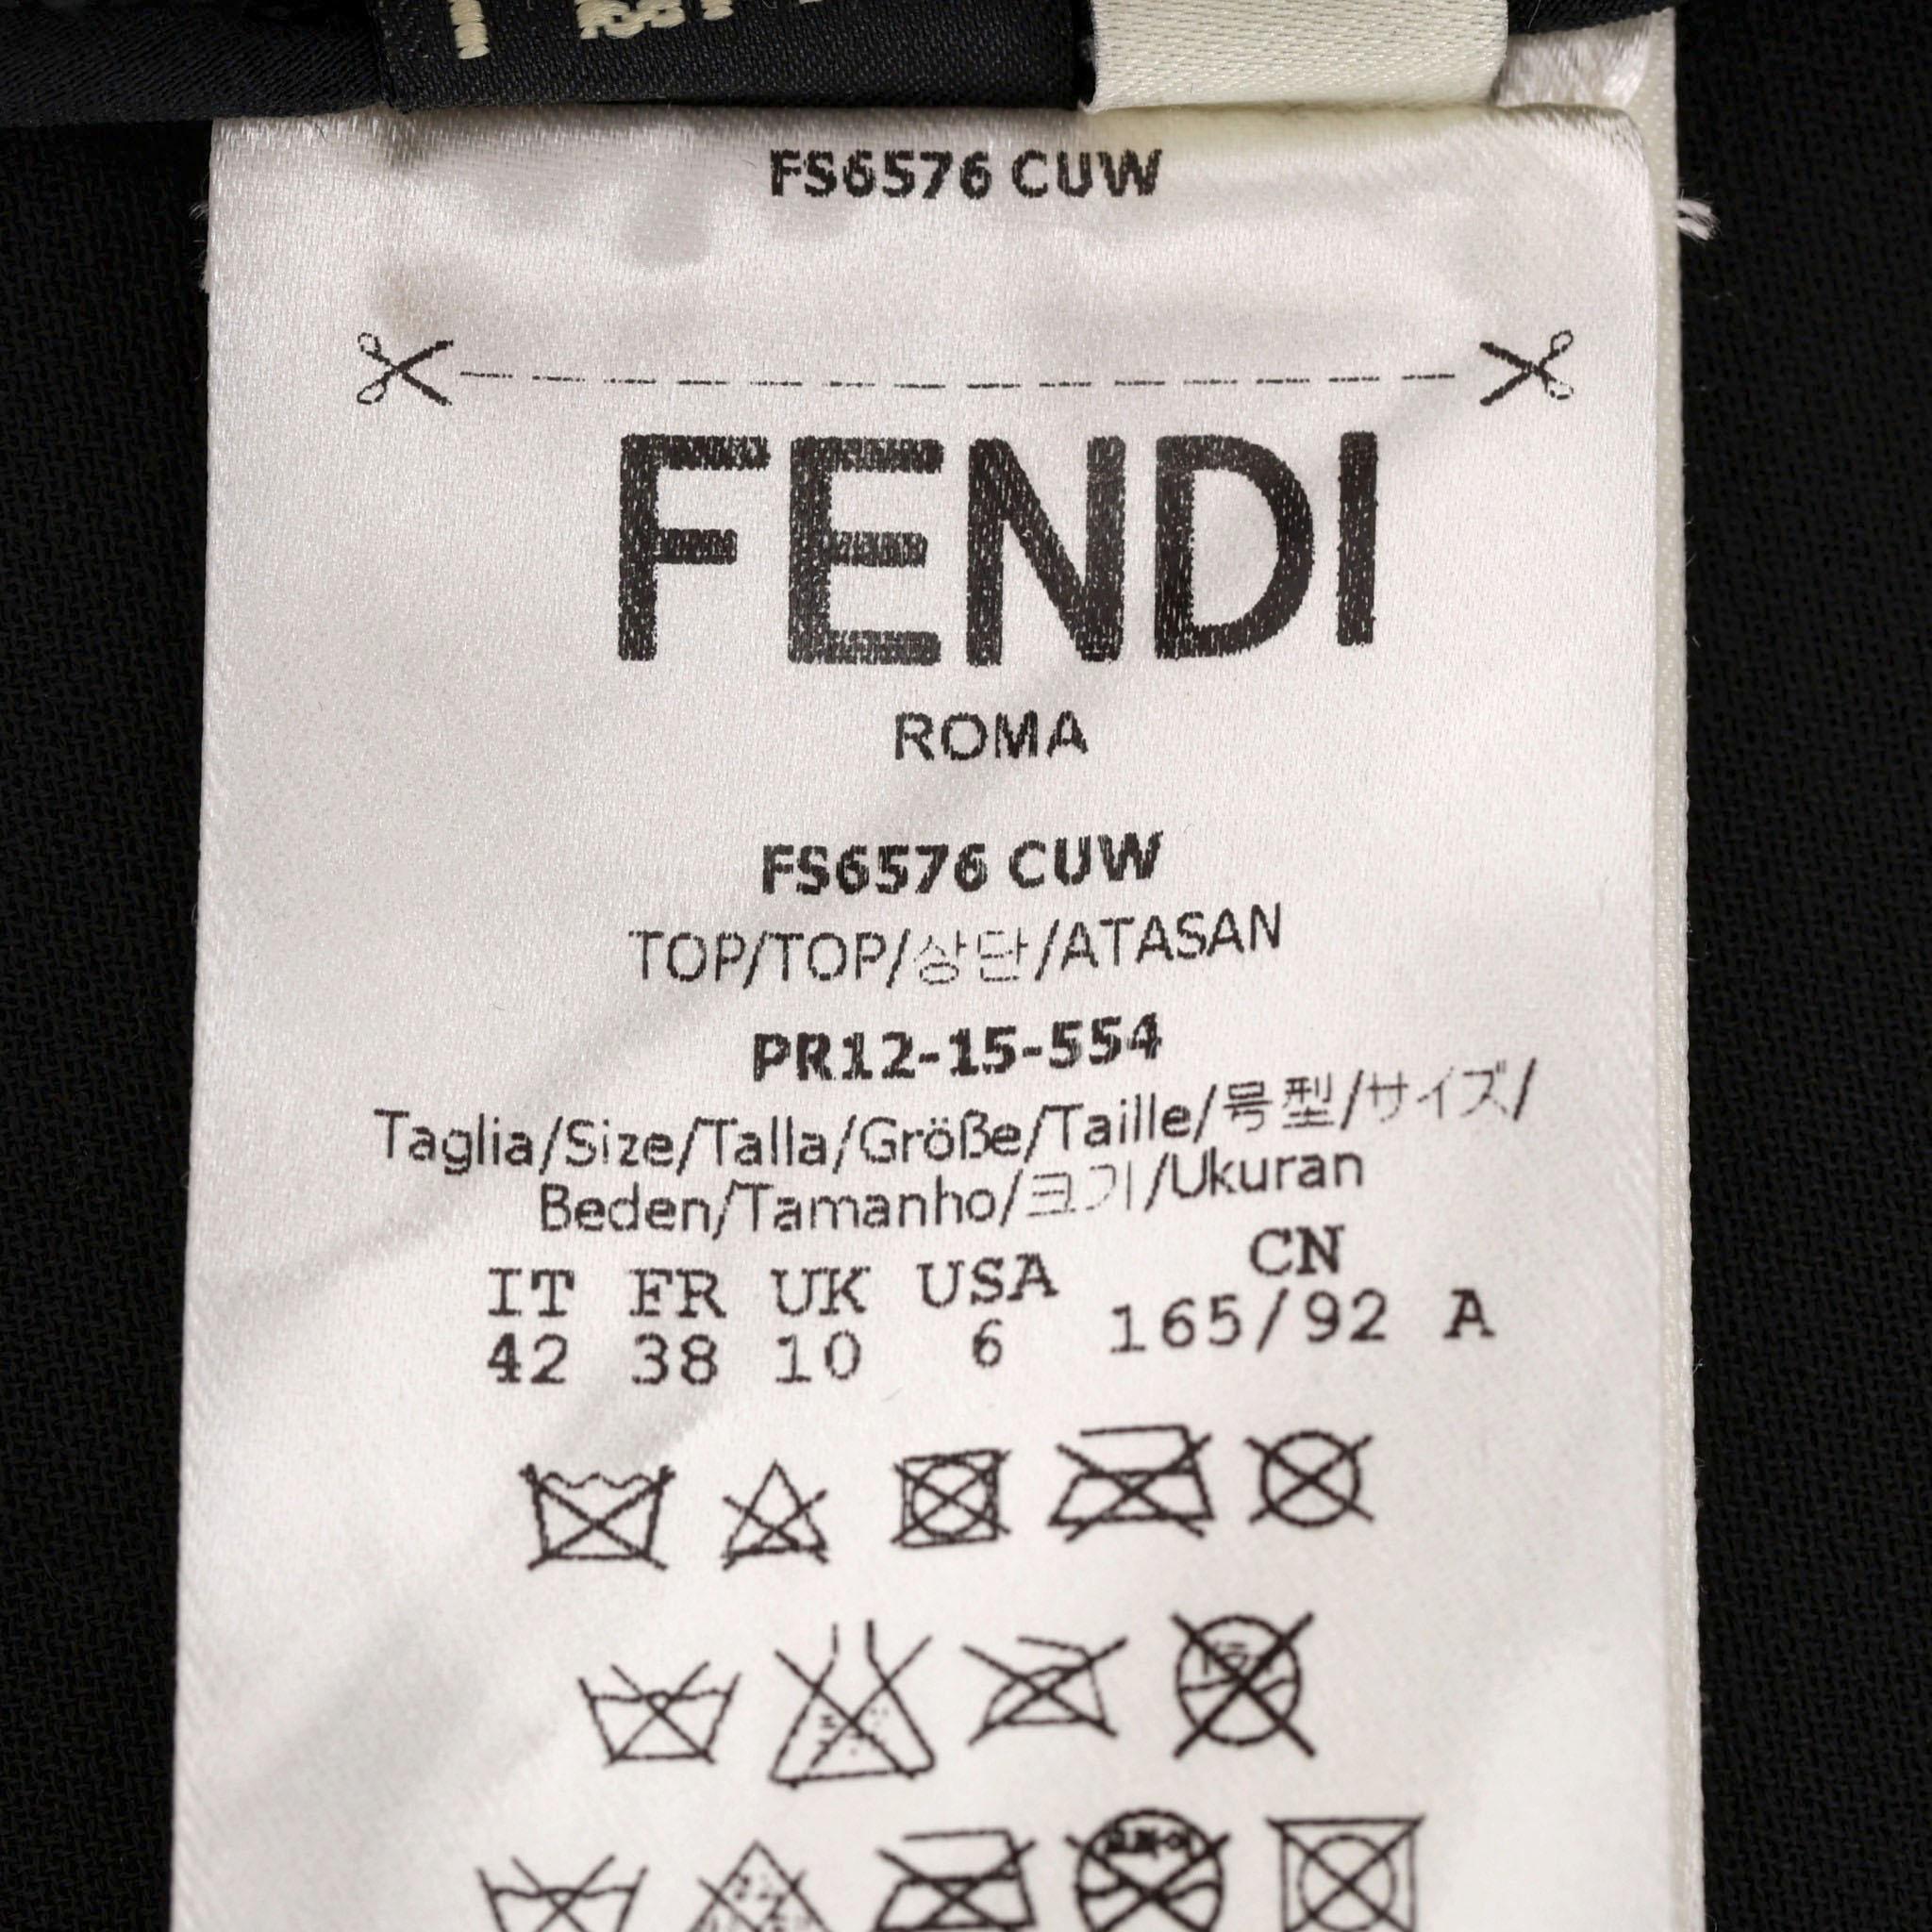 FS6576 CUW
FENDI
ROMA
FS6576 CUW
TOP/TOP/상단/ATASAN
PR12-15-554
Taglia/Size/Talla/Größe/Taille/号型/サイズ/
Beden/Tamanho/크기/Ukuran
IT FR UK USA CN
42 38 10 6 165/92 A